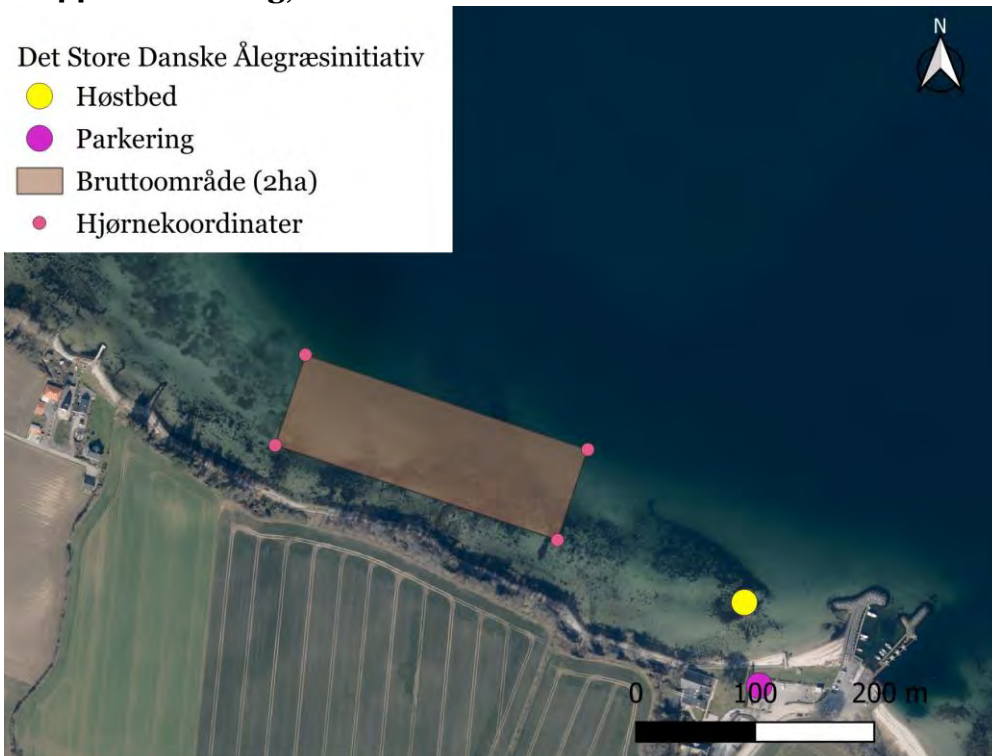 Det Store Danske Ålegræsinitiativ
Høstbed
Parkering
Bruttoområde (2ha)
Hjørnekoordinater
N
0 100 200 m